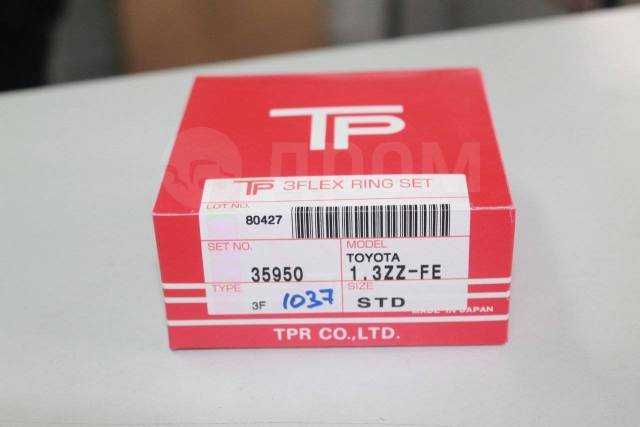 TP
ДРОМ
TP 3FLEX RING SET
LOT NO.
80427
SET NO.
35950
MODEL
TOYOTA
1.3ZZ-FE
TYPE
3F
1037
SIZE
STD
MADE IN JAPAN
TPR CO.,LTD.